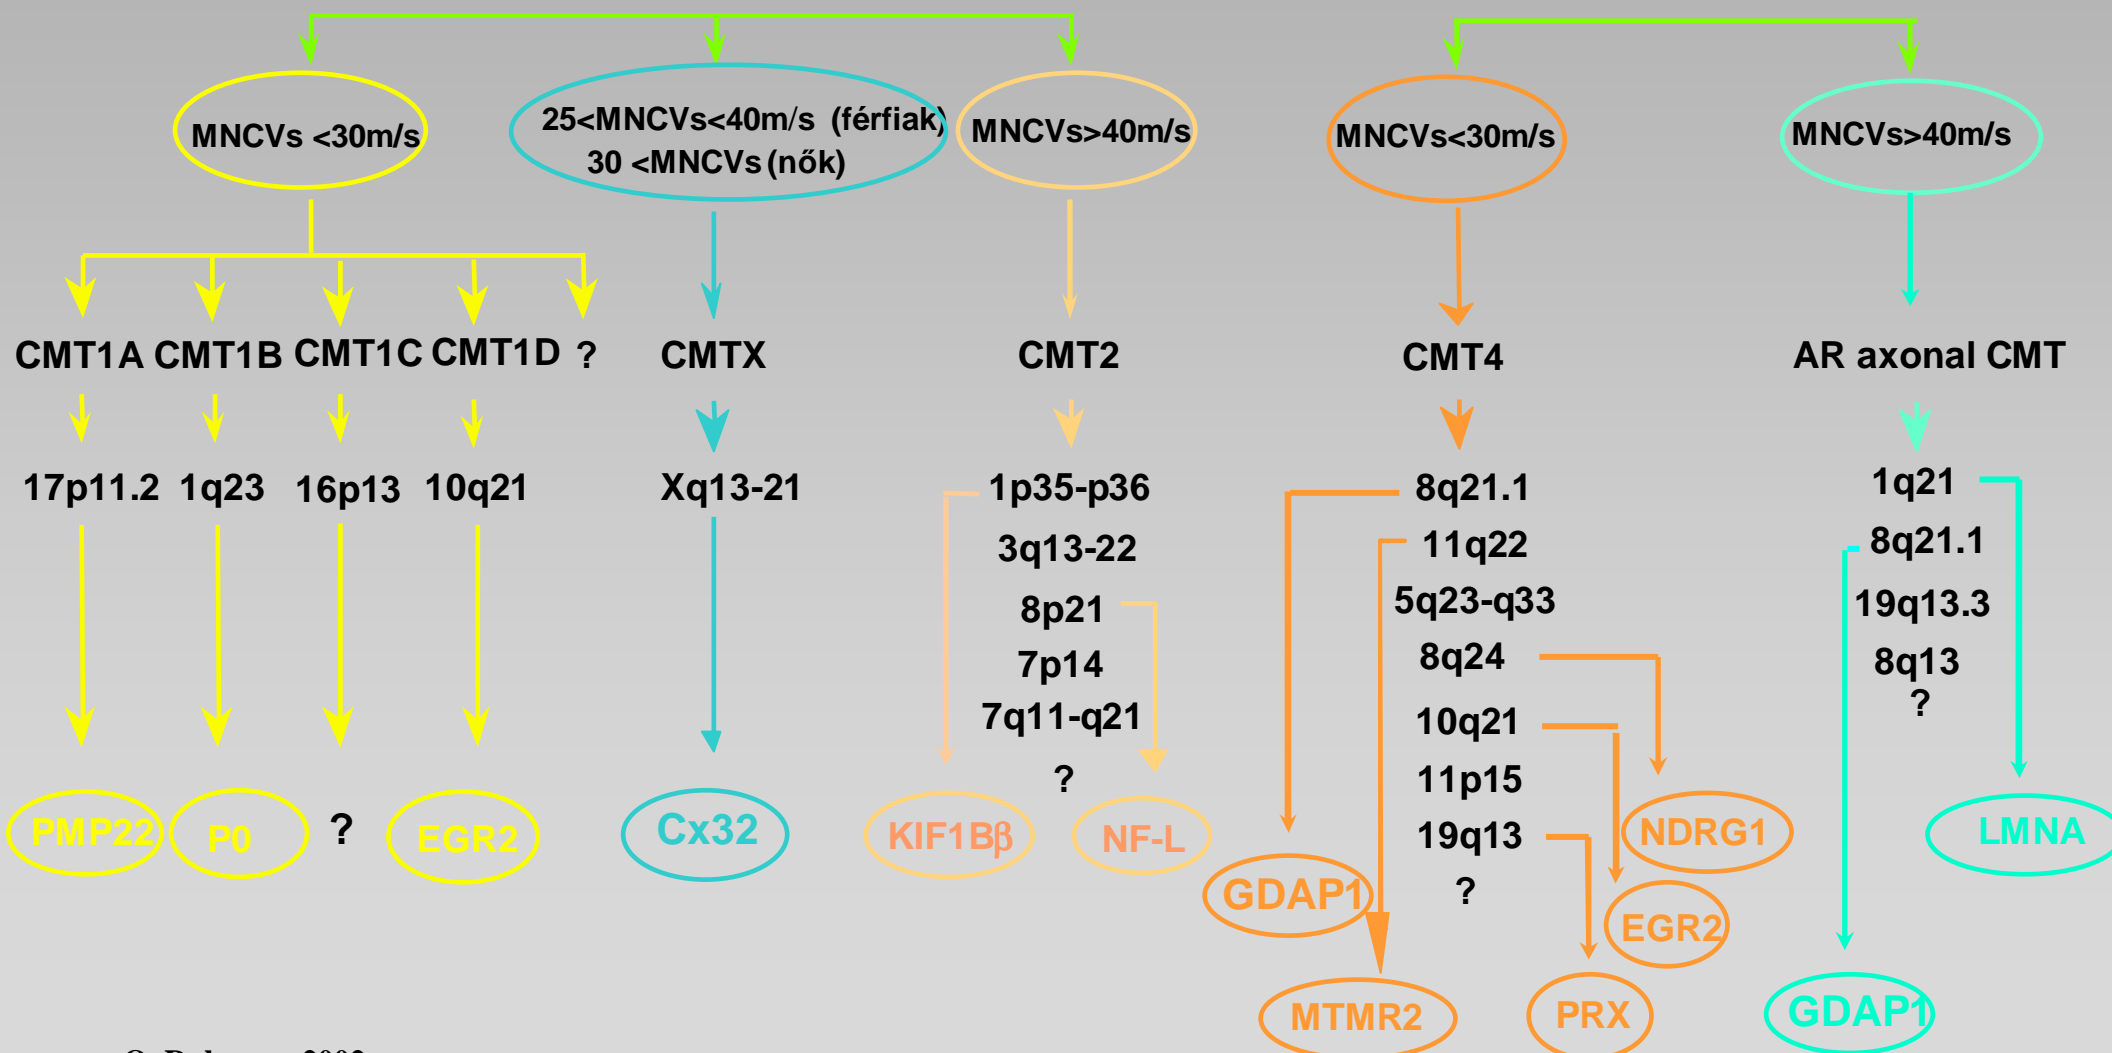 MNCVs <30m/s
25<MNCVs<40m/s (férfiak)
30 <MNCVs (nők)
MNCVs>40m/s
MNCVs<30m/s
MNCVs>40m/s
CMT1A CMT1B CMT1C CMT1D ? CMTX CMT2 CMT4 AR axonal CMT
17p11.2 1q23 16p13 10q21 Xq13-21
1p35-p36
3q13-22
8p21
7p14
7q11-q21
?
8q21.1
11q22
5q23-q33
8q24
10q21
11p15
19q13
?
1q21
8q21.1
19q13.3
8q13
?
PMP22 P0 ? EGR2 Cx32 KIF1Bβ NF-L
GDAP1
MTMR2
NDRG1
EGR2
PRX
LMNA
GDAP1